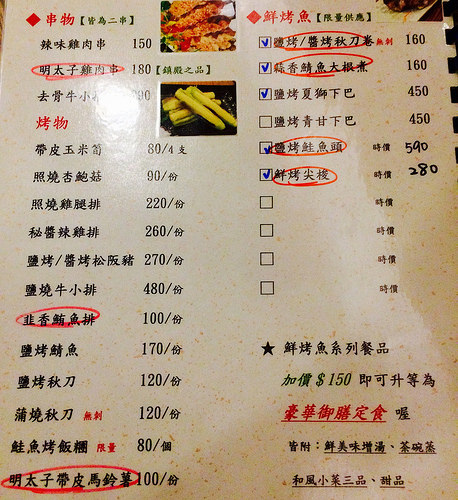 ◆串物【皆為二串】
辣味雞肉串 150
明太子雞肉串 180【鎮殿之品】
去骨牛小
烤物
帶皮玉米筍 80/4支
照燒杏鮑菇 90/份
照燒雞腿排 220/份
秘醬辣雞排 260/份
鹽烤/醬烤松阪豬 270/份
鹽燒牛小排 480/份
韭香鮪魚排 100/份
鹽烤鯖魚 170/份
鹽烤秋刀 120/份
蒲燒秋刀 無刺 120/份
鮭魚烤飯糰 限量 80/個
明太子帶皮馬鈴薯 100/份
◆鮮烤魚【限量供應】
鹽烤/醬烤秋刀卷 無刺 160
蒜香鯖魚大根煮 160
鹽烤夏獅下巴 450
鹽烤青甘下巴 450
鹽烤鮭魚頭 時價 590
鮮烤尖梭 時價 280
時價
時價
時價
時價
★ 鮮烤魚系列餐品
加價$150 即可升等為
豪華御膳定食 喔
皆附：鮮美味增湯、茶碗蒸
和風小菜三品、甜品